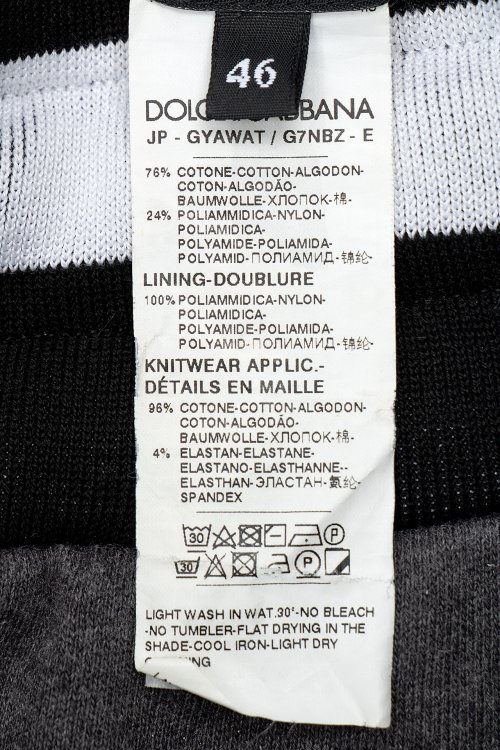 46
JP - GYAWAT / G7NBZ - E
76% COTONE-COTTON-ALGODON-
COTON-ALGODÃO-
BAUMWOLLE-ХЛОПОК-棉-
24% POLIAMMIDICA-NYLON-
POLIAMIDICA-
POLYAMIDE-POLIAMIDA-
POLYAMID-ПОЛИАМИД-锦纶-
LINING-DOUBLURE
100% POLIAMMIDICA-NYLON-
POLIAMIDICA-
POLYAMIDE-POLIAMIDA-
POLYAMID-ПОЛИАМИД-锦纶-
KNITWEAR APPLIC.-
DÉTAILS EN MAILLE
96% COTONE-COTTON-ALGODON-
COTON-ALGODÃO-
BAUMWOLLE-ХЛОПОК-棉-
4% ELASTAN-ELASTANE-
ELASTANO-ELASTHANNE--
ELASTHAN-ЭЛАСТАН-氨纶-
SPANDEX
30 P
30 P
LIGHT WASH IN WAT.30°-NO BLEACH
-NO TUMBLER-FLAT DRYING IN THE
SHADE-COOL IRON-LIGHT DRY